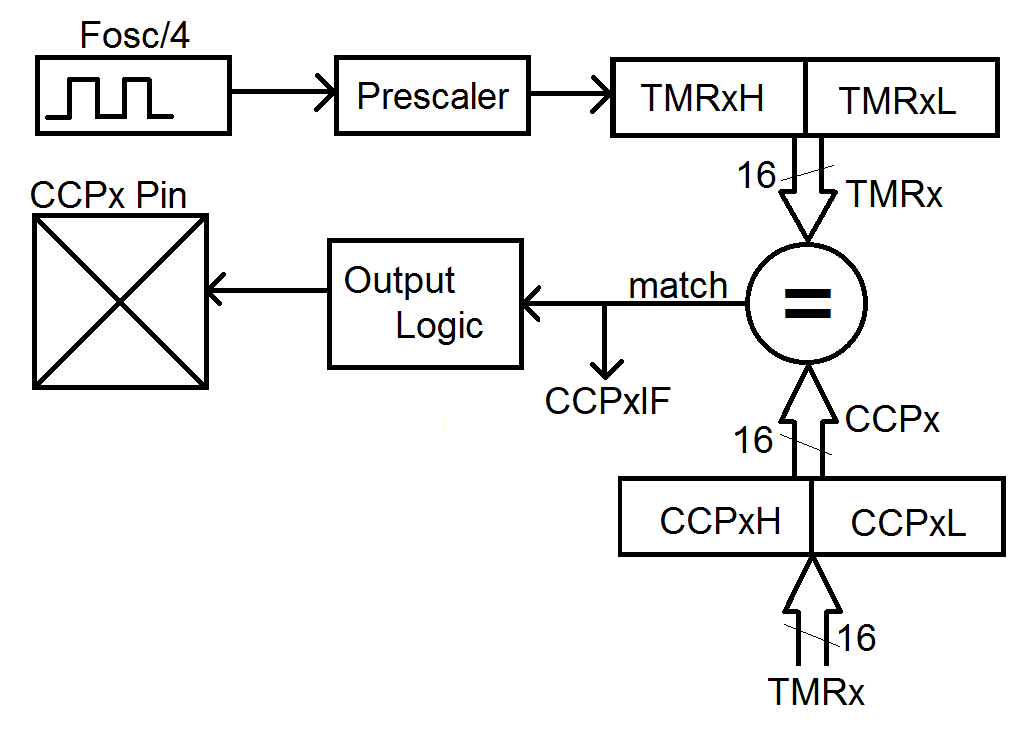 Fosc/4
Prescaler
TMRxH
TMRxL
16
TMRx
CCPx Pin
Output
Logic
match
=
CCPxIF
16
CCPx
CCPxH
CCPxL
16
TMRx